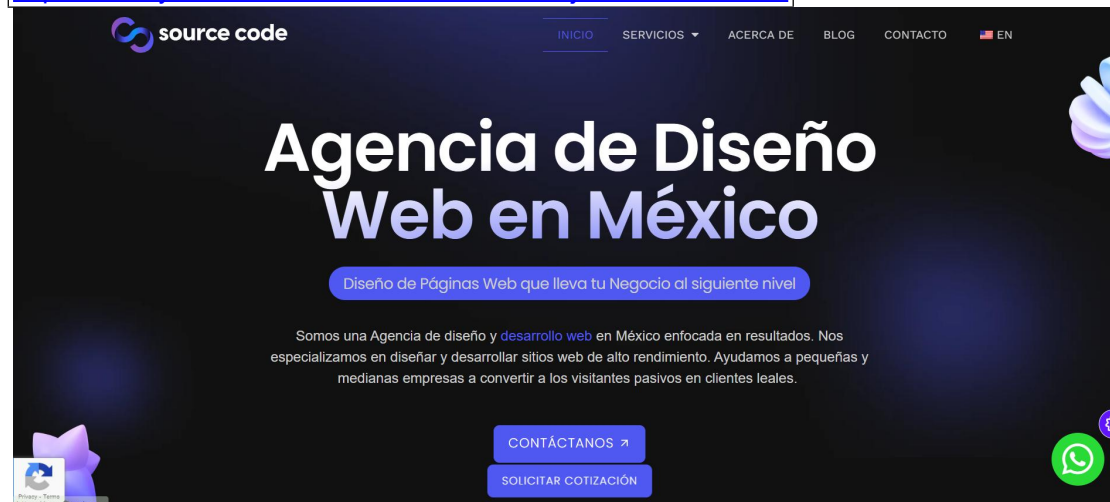 source code
INICIO SERVICIOS ACERCA DE BLOG CONTACTO EN
Agencia de Diseño
Web en México
Diseño de Páginas Web que lleva tu Negocio al siguiente nivel
Somos una Agencia de diseño y desarrollo web en México enfocada en resultados. Nos
especializamos en diseñar y desarrollar sitios web de alto rendimiento. Ayudamos a pequeñas y
medianas empresas a convertir a los visitantes pasivos en clientes leales.
CONTÁCTANOS
SOLICITAR COTIZACIÓN
Privacy - Terms